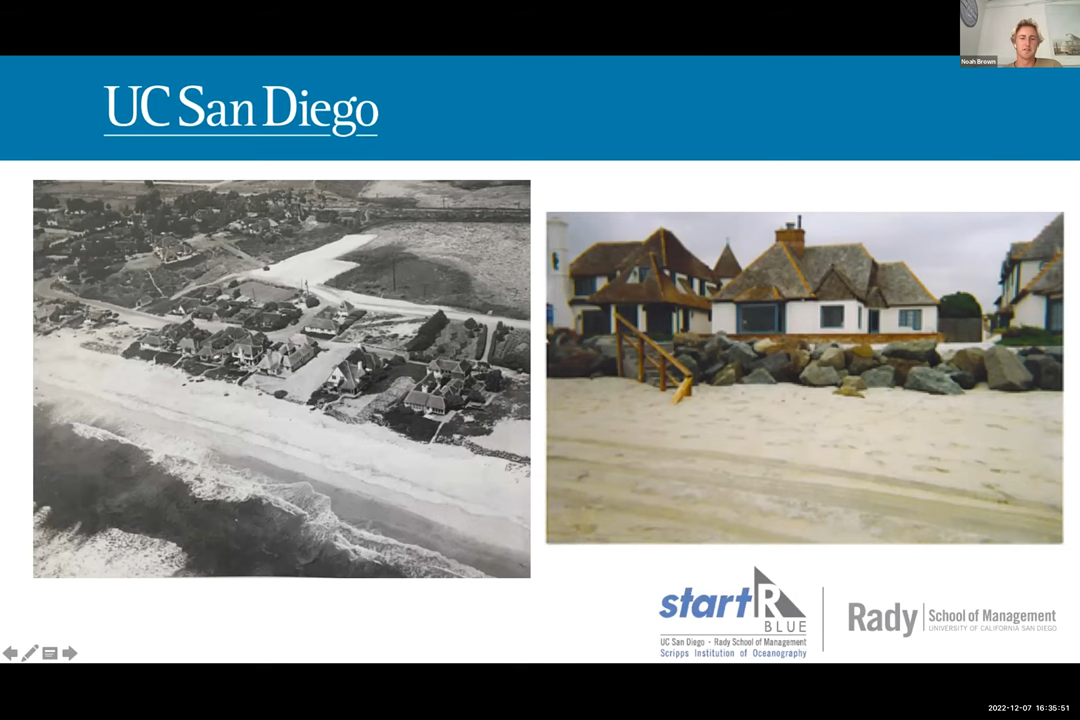 Noah Brown
UC San Diego
startR
BLUE
UC San Diego - Rady School of Management
Scripps Institution of Oceanography
Rady School of Management
UNIVERSITY OF CALIFORNIA SAN DIEGO
2022-12-07 16:35:51